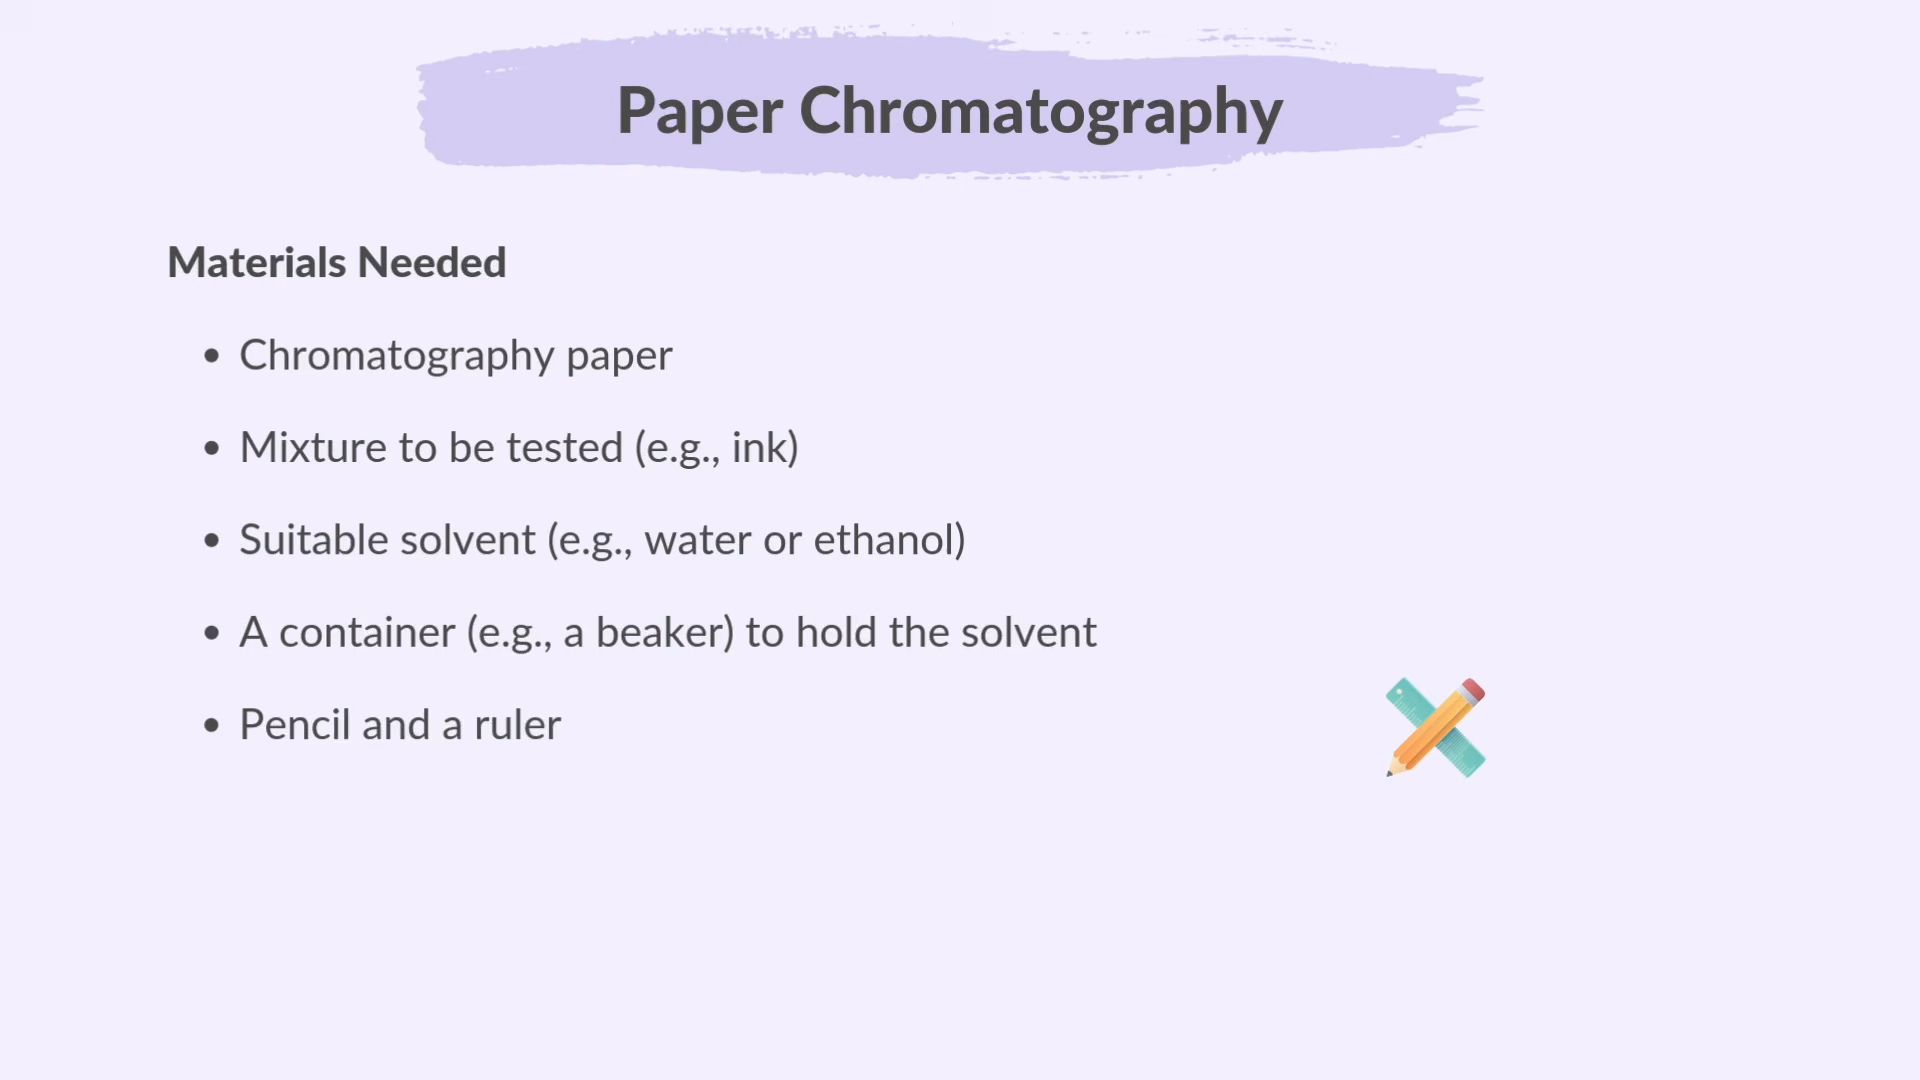 Paper Chromatography
Materials Needed
• Chromatography paper
• Mixture to be tested (e.g., ink)
• Suitable solvent (e.g., water or ethanol)
• A container (e.g., a beaker) to hold the solvent
• Pencil and a ruler